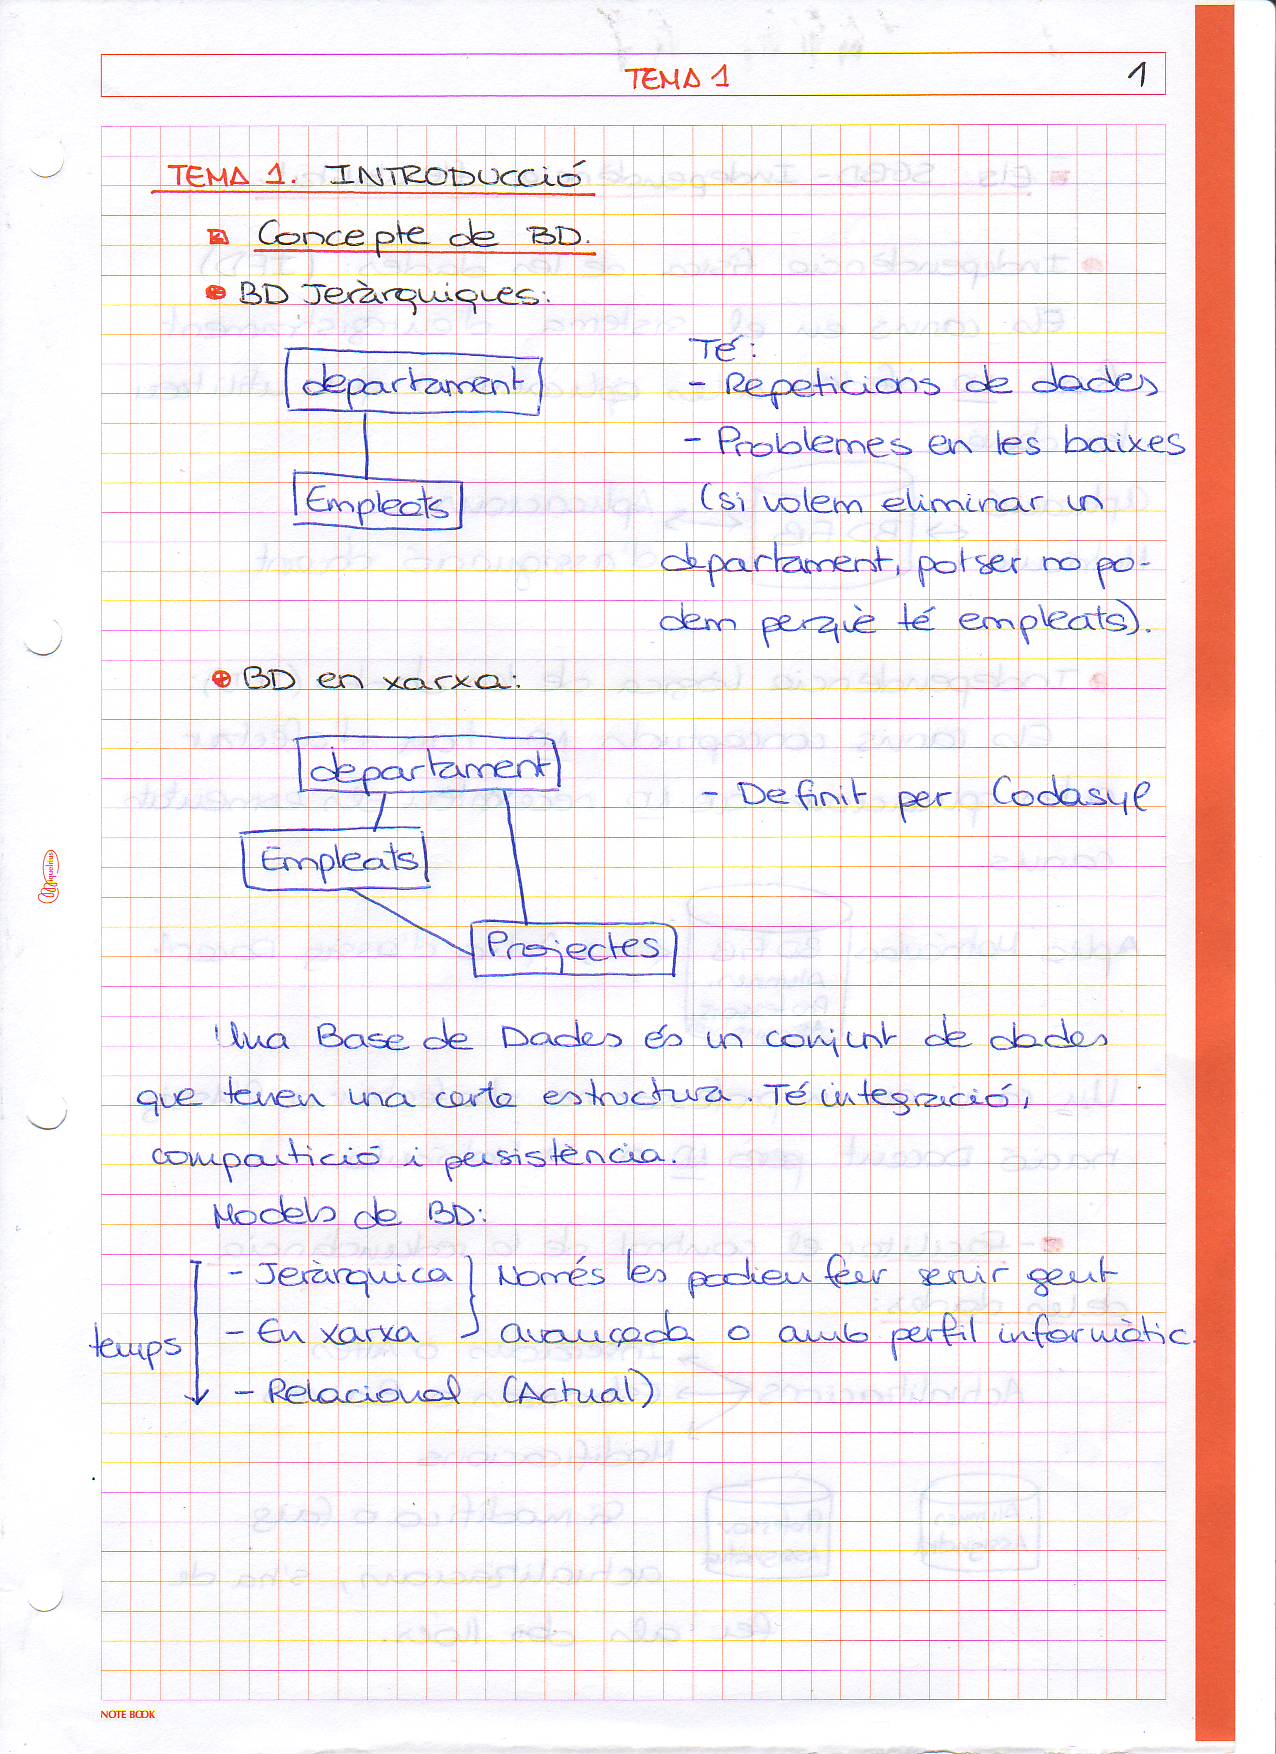 TEMA 1
1
TEMA 1. INTRODUCCIÓ
Concepte de BD.
BD Jeràrquiques:
departament
Empleats
Té:
- Repeticions de dades
- Problemes en les baixes
(si volem eliminar un
departament, potser no po-
dem perquè té empleats).
BD en xarxa:
departament
Empleats
Projectes
- Definit per Codasyl
Una Base de Dades és un conjunt de dades
que tenen una certa estructura. Té integració,
compartició i persistència.
Models de BD:
temps
- Jeràrquica
- En xarxa
Només les podien fer servir gent
avançada o amb perfil informàtic.
- Relacional (Actual)
NOTE BOOK